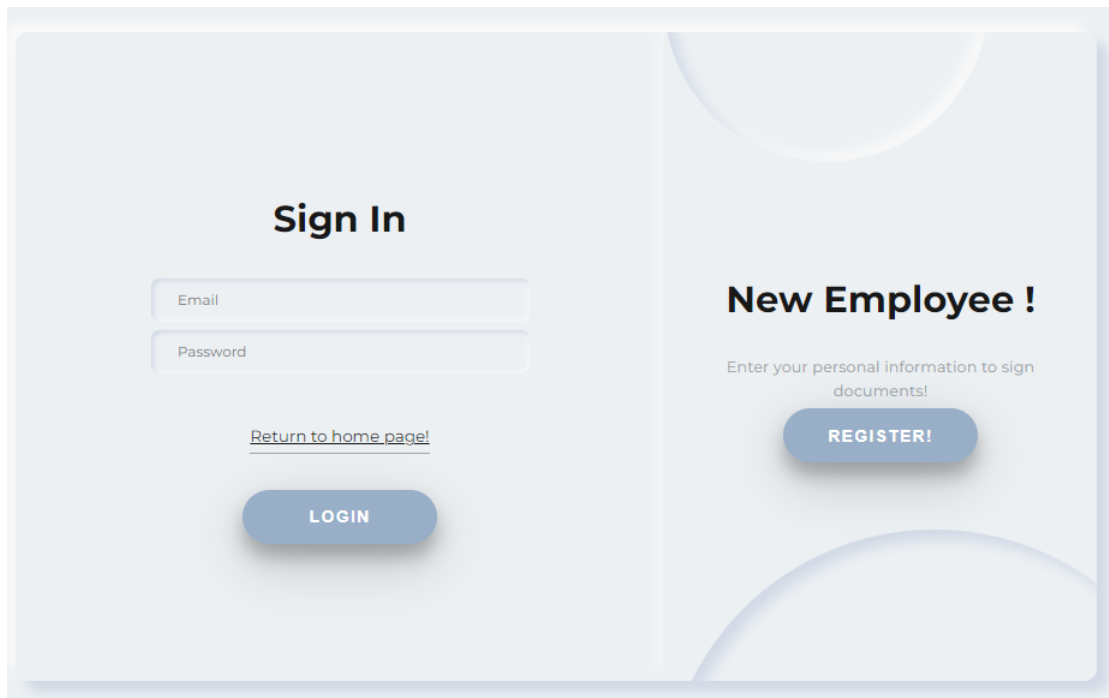 Sign In
Email
Password
Return to home page!
LOGIN
New Employee !
Enter your personal information to sign
documents!
REGISTER!